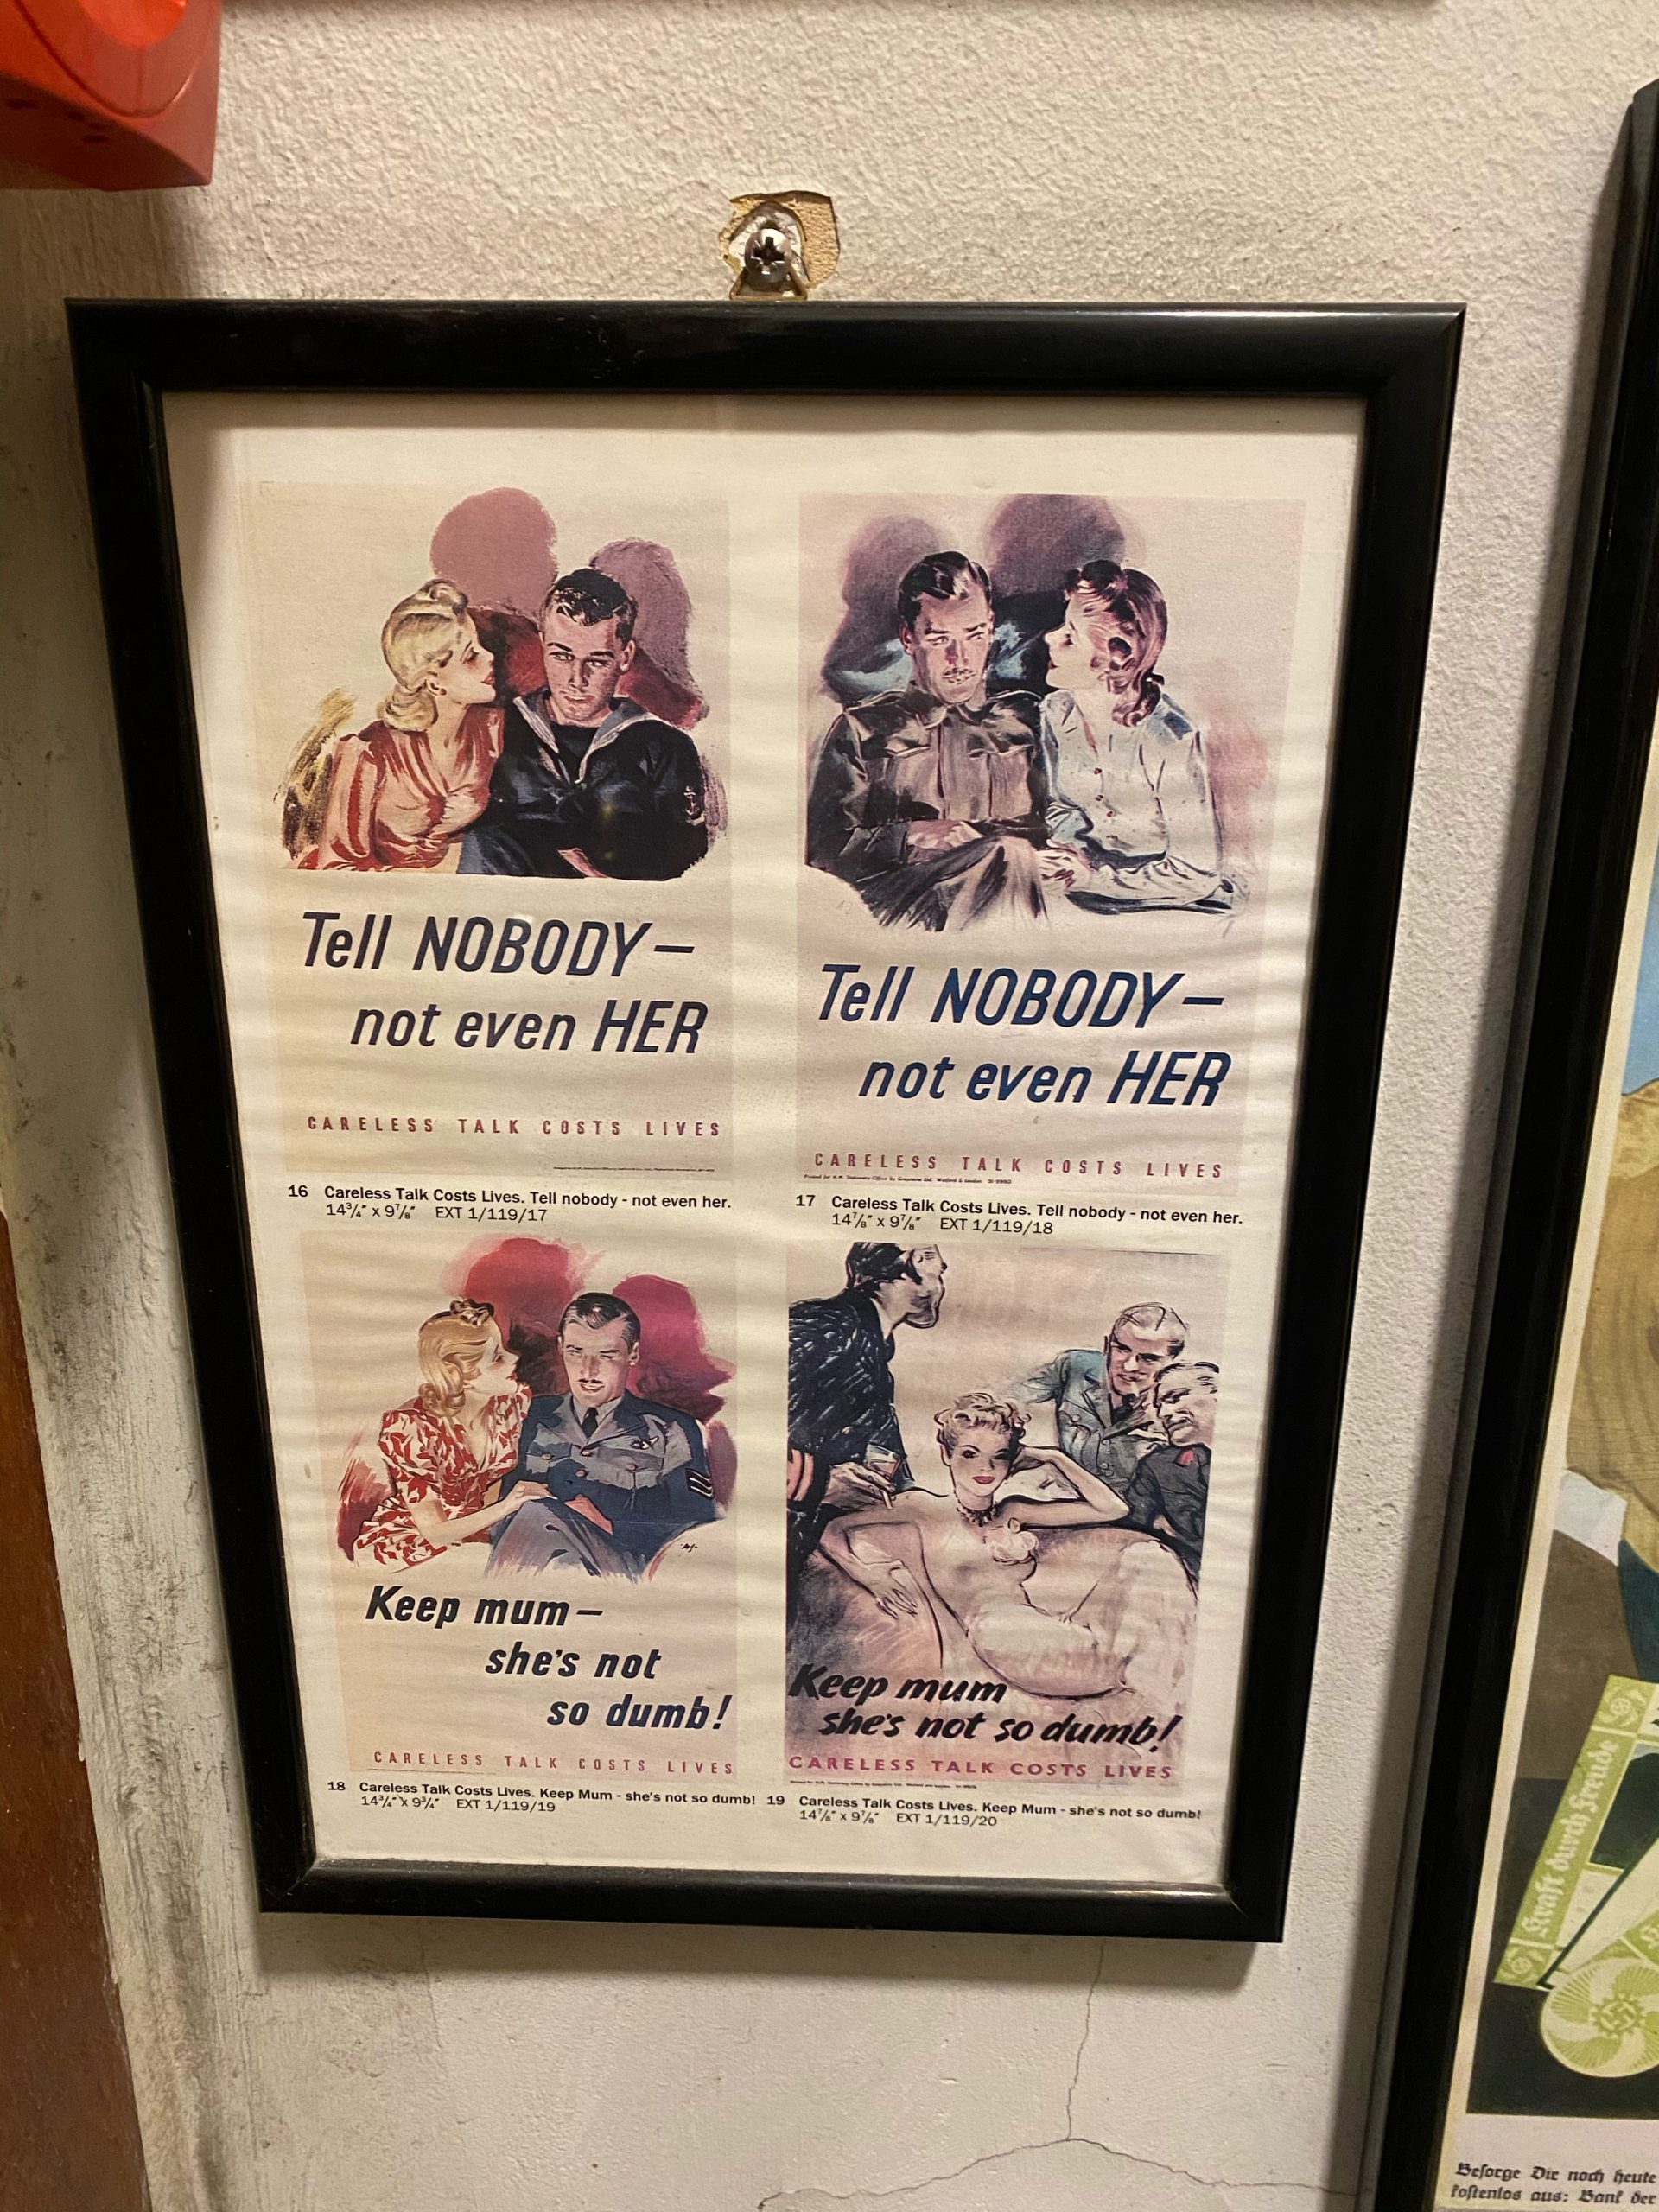 Tell NOBODY—
not even HER
CARELESS TALK COSTS LIVES
16 Careless Talk Costs Lives. Tell nobody - not even her.
14¾″ x 9⅞″ EXT 1/119/17
Tell NOBODY—
not even HER
CARELESS TALK COSTS LIVES
17 Careless Talk Costs Lives. Tell nobody - not even her.
14⅞″ x 9⅞″ EXT 1/119/18
Keep mum—
she's not
so dumb!
CARELESS TALK COSTS LIVES
18 Careless Talk Costs Lives. Keep Mum - she's not so dumb!
14¾″ x 9¾″ EXT 1/119/19
Keep mum
she's not so dumb!
CARELESS TALK COSTS LIVES
19 Careless Talk Costs Lives. Keep Mum - she's not so dumb!
14⅞″ x 9⅞″ EXT 1/119/20
Kraft durch Freude
Besorge Dir noch heute
kostenlos aus: Bank der